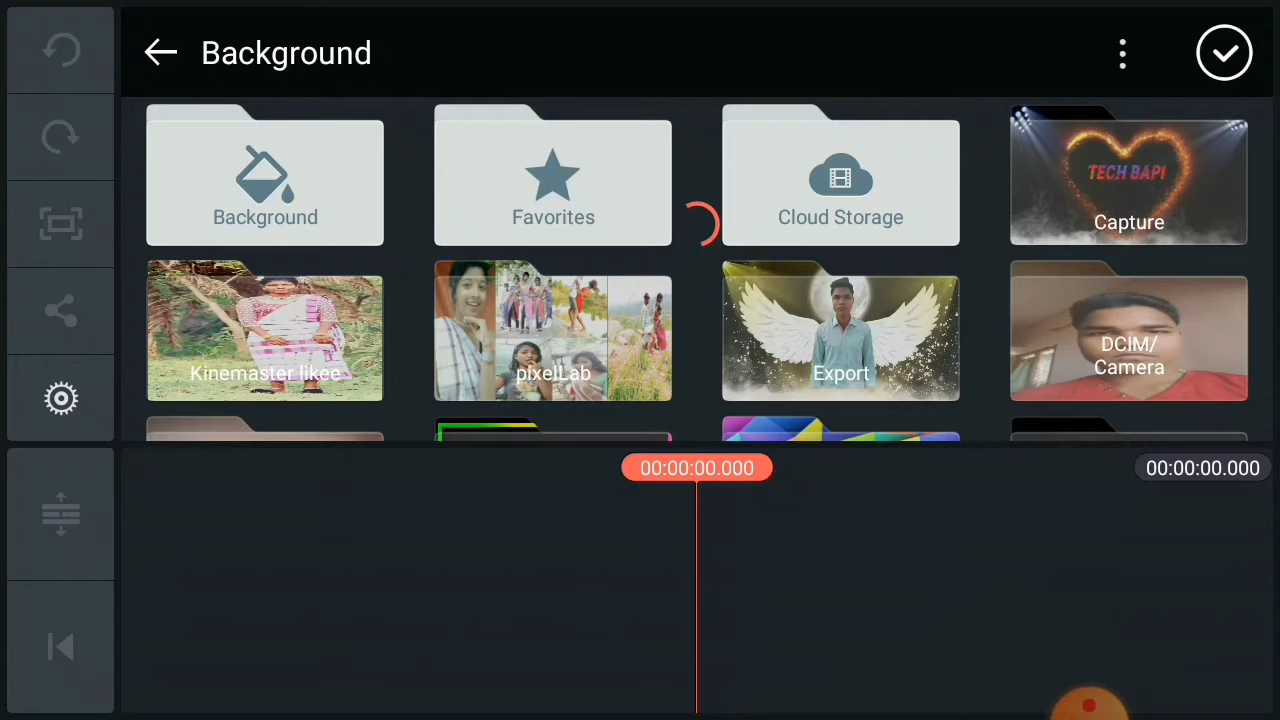 Background
Background
Favorites
Cloud Storage
TECH BAPI
Capture
Kinemaster likee
pixelLab
Export
DCIM/
Camera
00:00:00.000
00:00:00.000